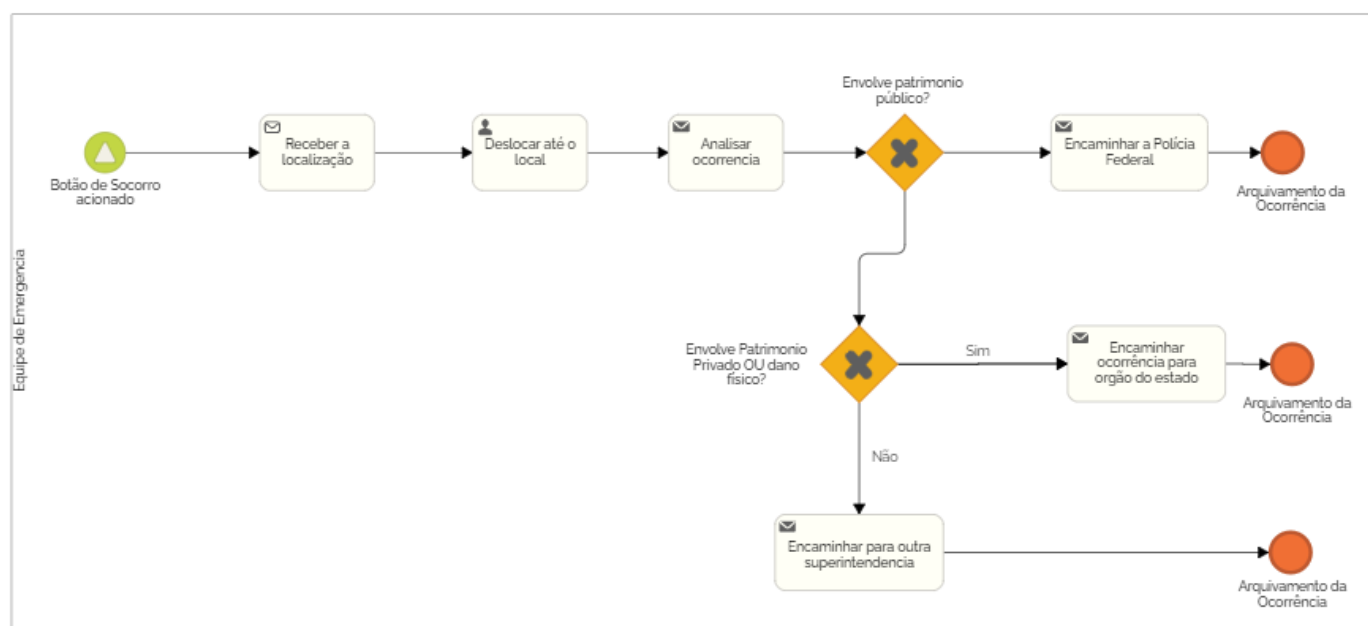 Equipe de Emergencia
Botão de Socorro
acionado
Receber a
localização
Deslocar até o
local
Analisar
ocorrencia
Envolve patrimonio
público?
Encaminhar a Polícia
Federal
Arquivamento da
Ocorrência
Envolve Patrimonio
Privado OU dano
físico?
Sim
Encaminhar
ocorrência para
orgão do estado
Arquivamento da
Ocorrência
Não
Encaminhar para outra
superintendencia
Arquivamento da
Ocorrência